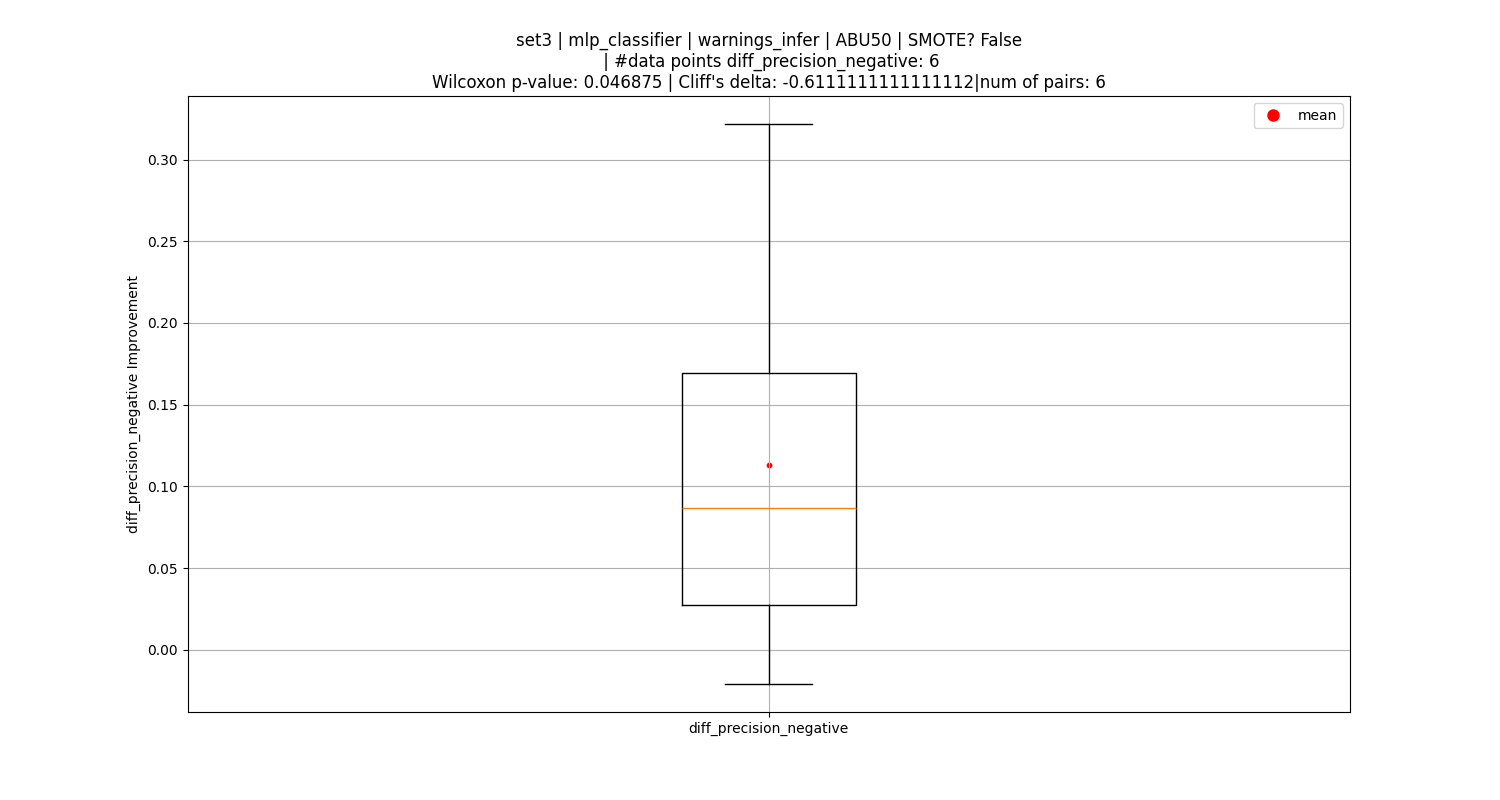 set3 | mlp_classifier | warnings_infer | ABU50 | SMOTE? False
| #data points diff_precision_negative: 6
Wilcoxon p-value: 0.046875 | Cliff's delta: -0.6111111111111112|num of pairs: 6
mean
0.30
0.25
0.20
0.15
0.10
0.05
0.00
diff_precision_negative Improvement
diff_precision_negative